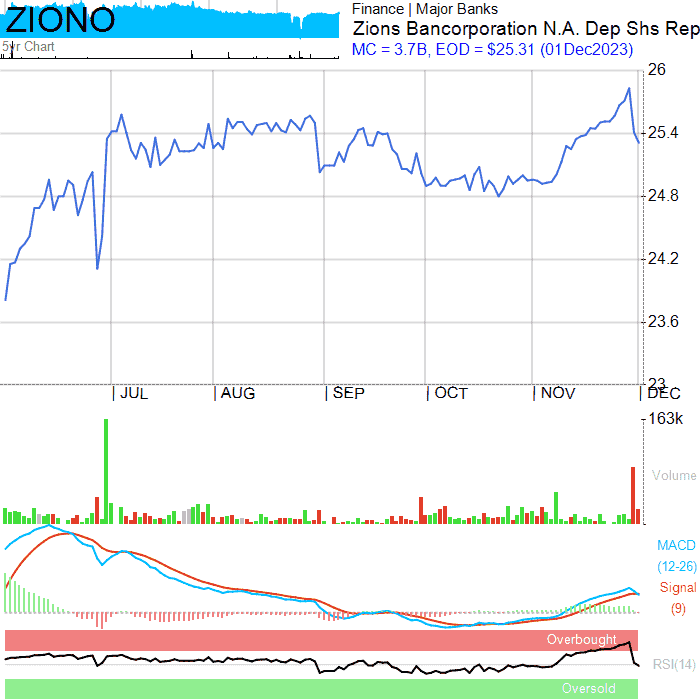 ZIONO
5yr Chart
Finance | Major Banks
Zions Bancorporation N.A. Dep Shs Rep
MC = 3.7B, EOD = $25.31 (01Dec2023)
26
25.4
24.8
24.2
23.6
23
JUL
AUG
SEP
OCT
NOV
DEC
163k
Volume
MACD
(12-26)
Signal
(9)
Overbought
RSI(14)
Oversold